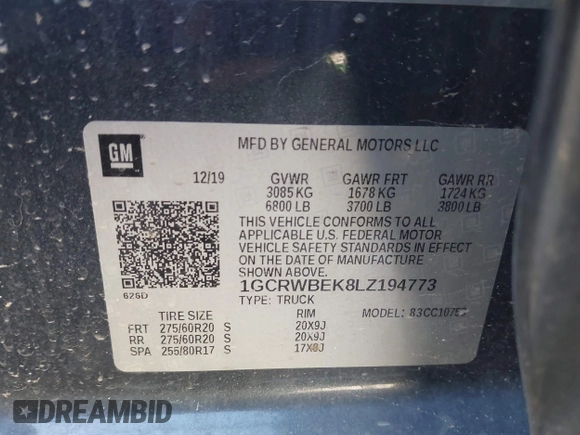 GM
MFD BY GENERAL MOTORS LLC
12/19 GVWR GAWR FRT GAWR RR
3085 KG 1678 KG 1724 KG
6800 LB 3700 LB 3800 LB
THIS VEHICLE CONFORMS TO ALL
APPLICABLE U.S. FEDERAL MOTOR
VEHICLE SAFETY STANDARDS IN EFFECT
ON THE DATE OF MANUFACTURE
626D
1GCRWBEK8LZ194773
TYPE: TRUCK MODEL:
TIRE SIZE RIM
FRT 275/60R20 S 20X9J
RR 275/60R20 S 20X9J
SPA 255/80R17 S 17X8J
DREAMBID